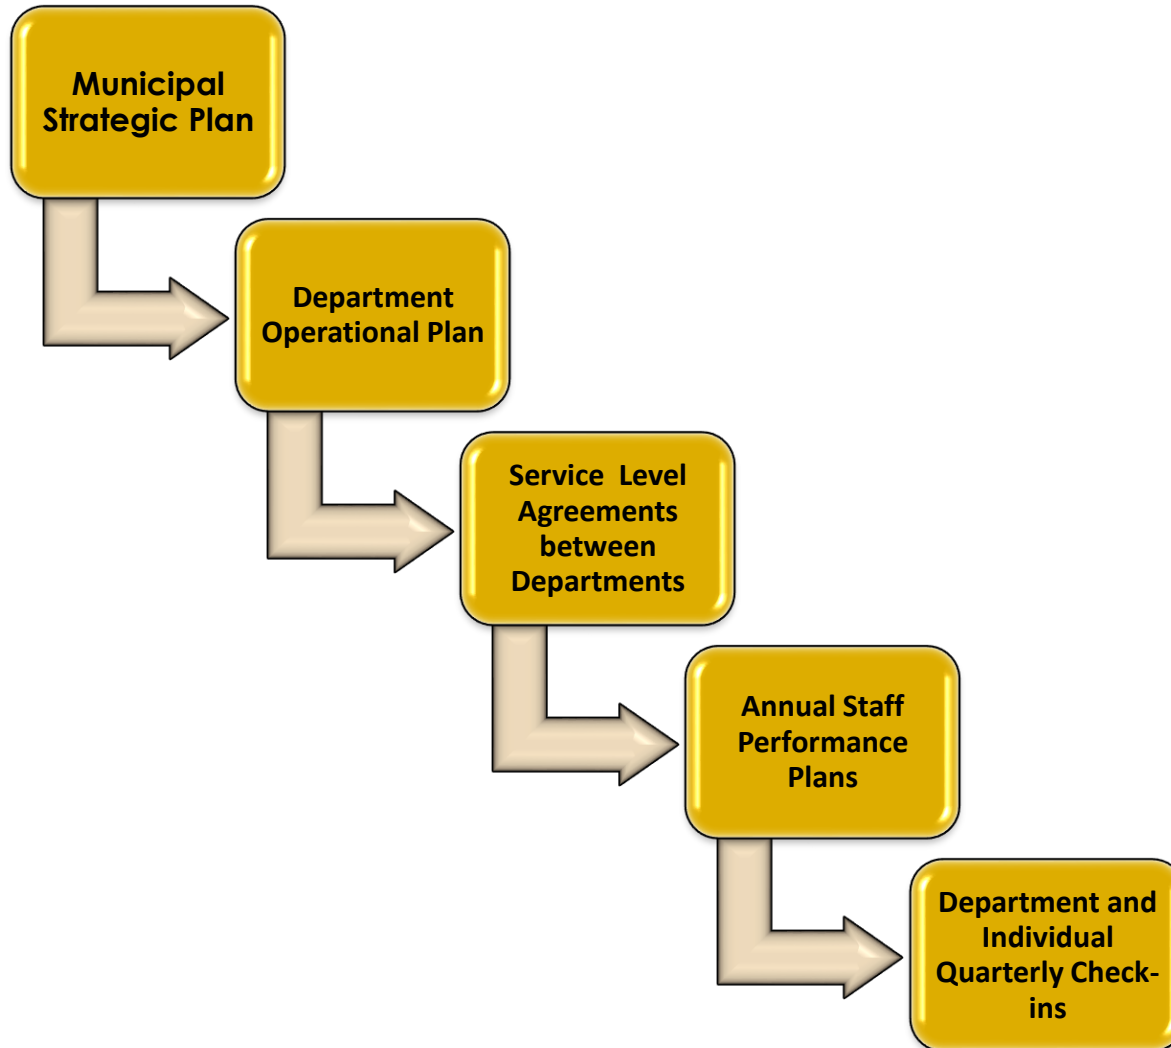 Municipal
Strategic Plan
Department
Operational Plan
Service Level
Agreements
between
Departments
Annual Staff
Performance
Plans
Department and
Individual
Quarterly Check-
ins